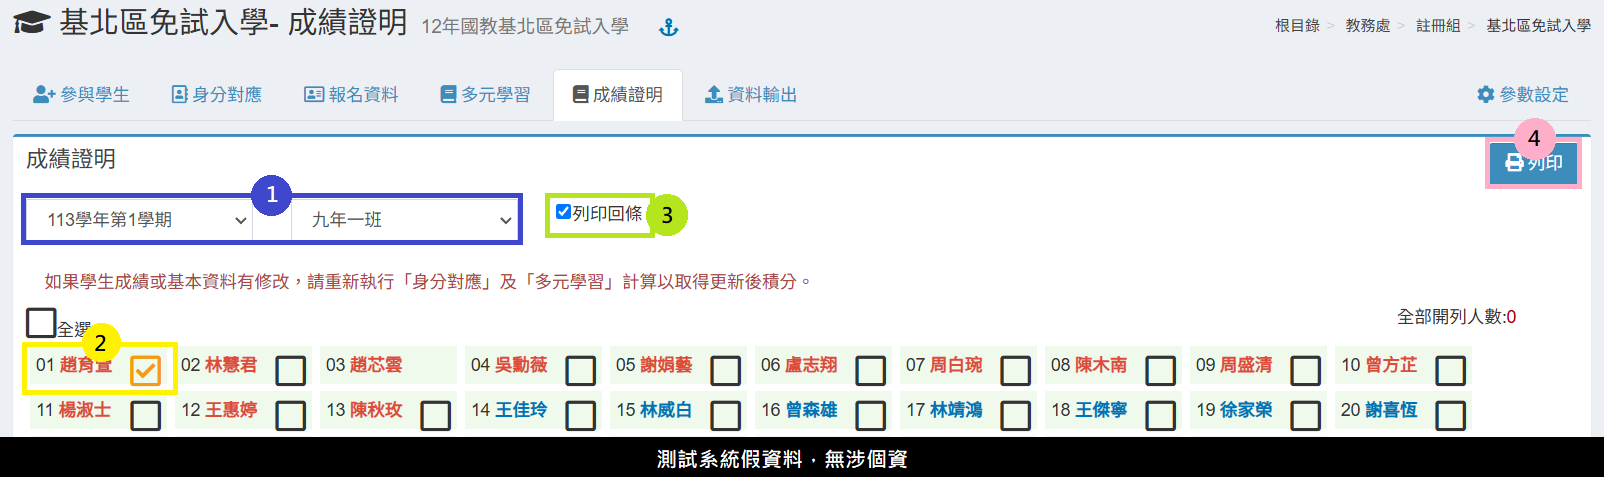 基北區免試入學- 成績證明 12年國教基北區免試入學
根目錄 > 教務處 > 註冊組 > 基北區免試入學
參與學生 身分對應 報名資料 多元學習 成績證明 資料輸出 參數設定
成績證明
4
列印
1
113學年第1學期 九年一班
列印回條
3
如果學生成績或基本資料有修改，請重新執行「身分對應」及「多元學習」計算以取得更新後積分。
全選
全部開列人數:0
2
01 趙育萱 02 林慧君 03 趙芯雲 04 吳勳薇 05 謝娟藝 06 盧志翔 07 周白琬 08 陳木南 09 周盛清 10 曾方芷
11 楊淑士 12 王惠婷 13 陳秋玫 14 王佳玲 15 林威白 16 曾森雄 17 林靖鴻 18 王傑寧 19 徐家榮 20 謝喜恆
測試系統假資料，無涉個資